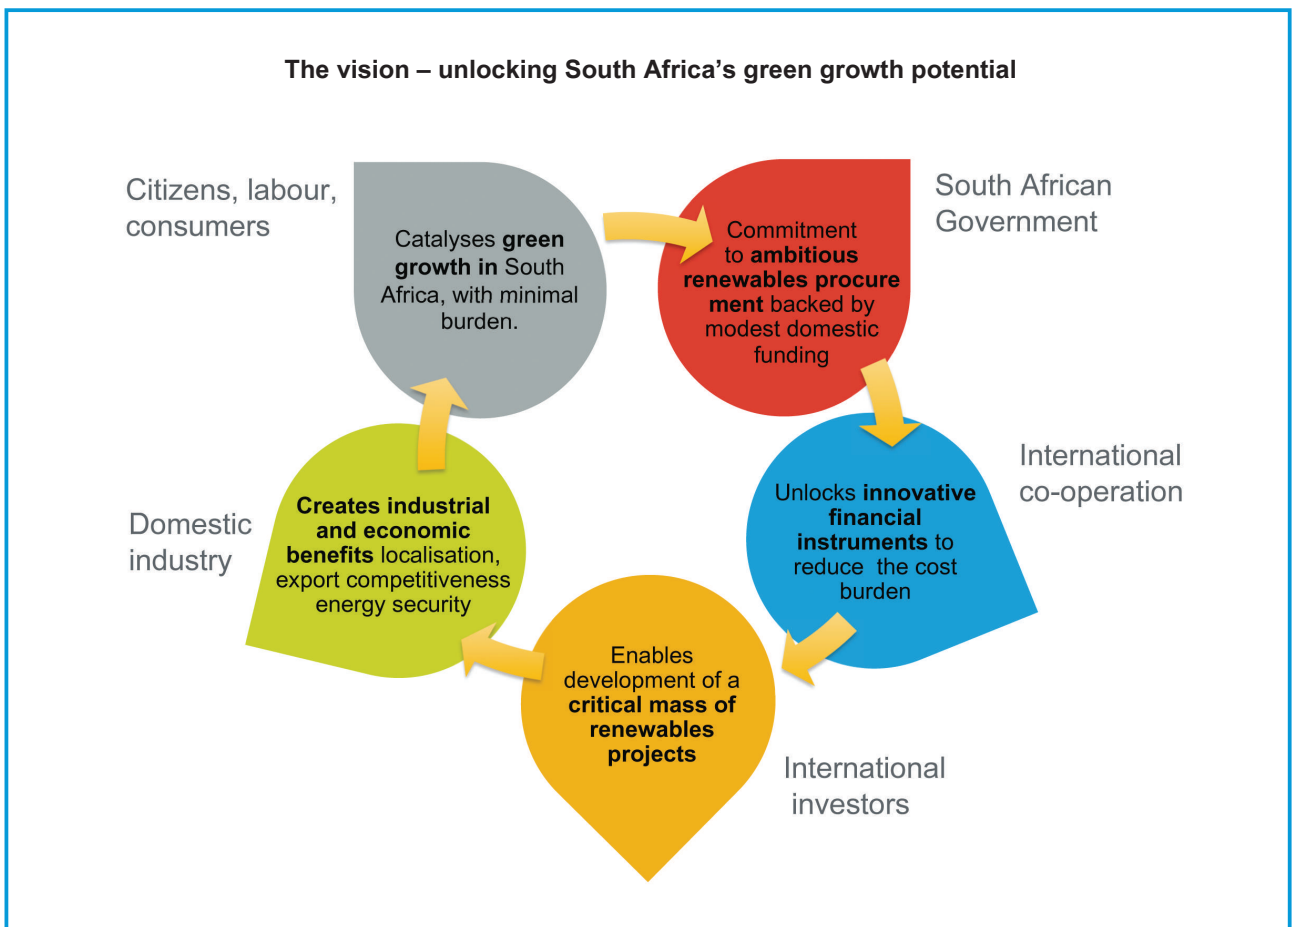 The vision – unlocking South Africa’s green growth potential
Citizens, labour,
consumers
Catalyses green
growth in South
Africa, with minimal
burden.
Commitment
to ambitious
renewables procure
ment backed by
modest domestic
funding
South African
Government
Unlocks innovative
financial
instruments to
reduce the cost
burden
International
co-operation
Enables
development of a
critical mass of
renewables
projects
International
investors
Creates industrial
and economic
benefits localisation,
export competitiveness
energy security
Domestic
industry